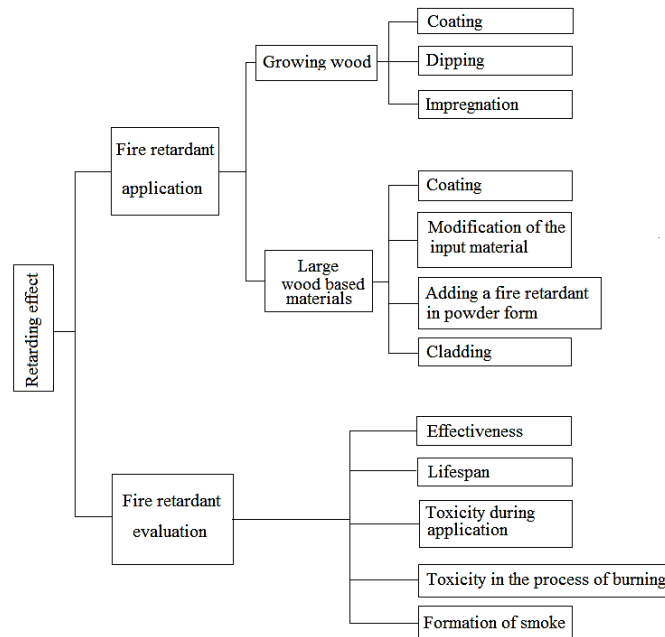 Retarding effect
Fire retardant
application
Growing wood
Coating
Dipping
Impregnation
Large
wood based
materials
Coating
Modification of the
input material
Adding a fire retardant
in powder form
Cladding
Fire retardant
evaluation
Effectiveness
Lifespan
Toxicity during
application
Toxicity in the process of burning
Formation of smoke